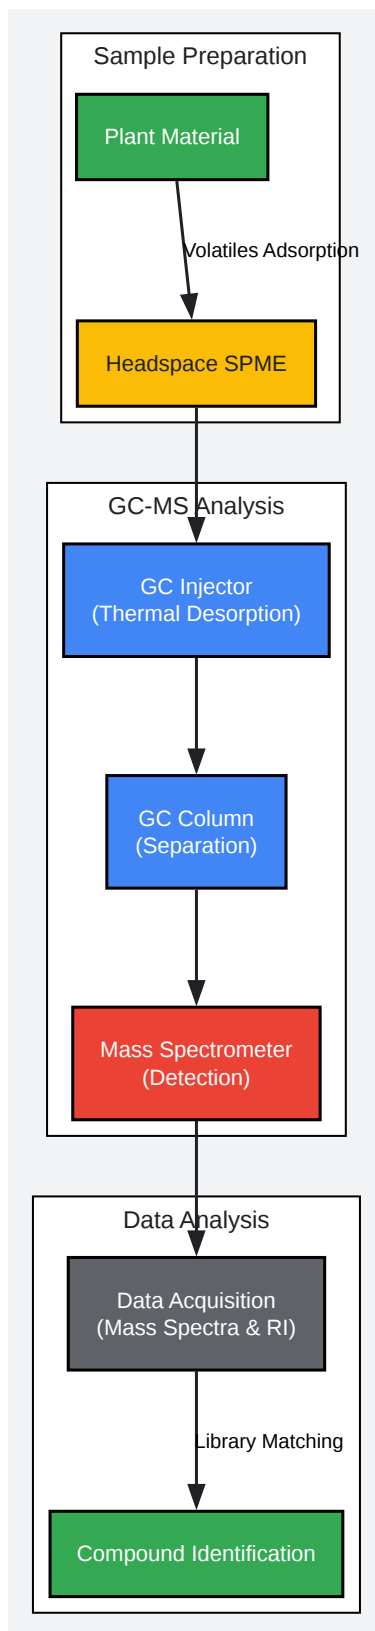 Sample Preparation
Plant Material
Volatiles Adsorption
Headspace SPME
GC-MS Analysis
GC Injector
(Thermal Desorption)
GC Column
(Separation)
Mass Spectrometer
(Detection)
Data Analysis
Data Acquisition
(Mass Spectra & RI)
Library Matching
Compound Identification